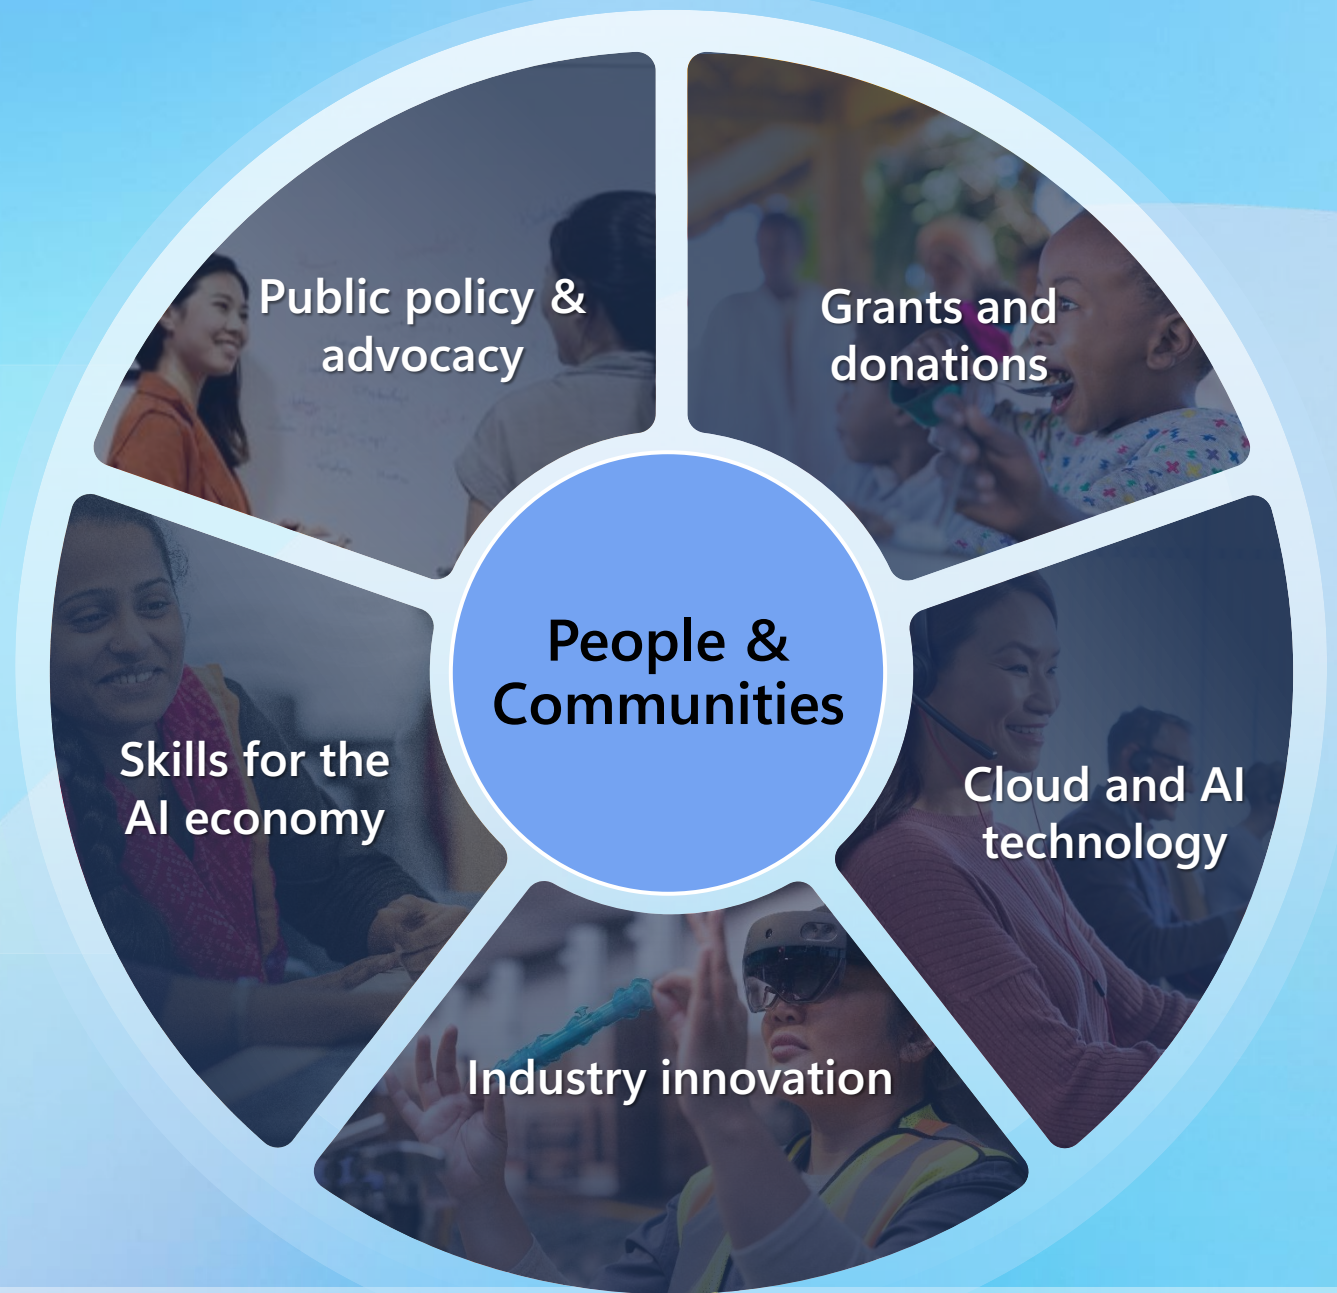 Public policy &
advocacy
Grants and
donations
People &
Communities
Skills for the
AI economy
Cloud and AI
technology
Industry innovation